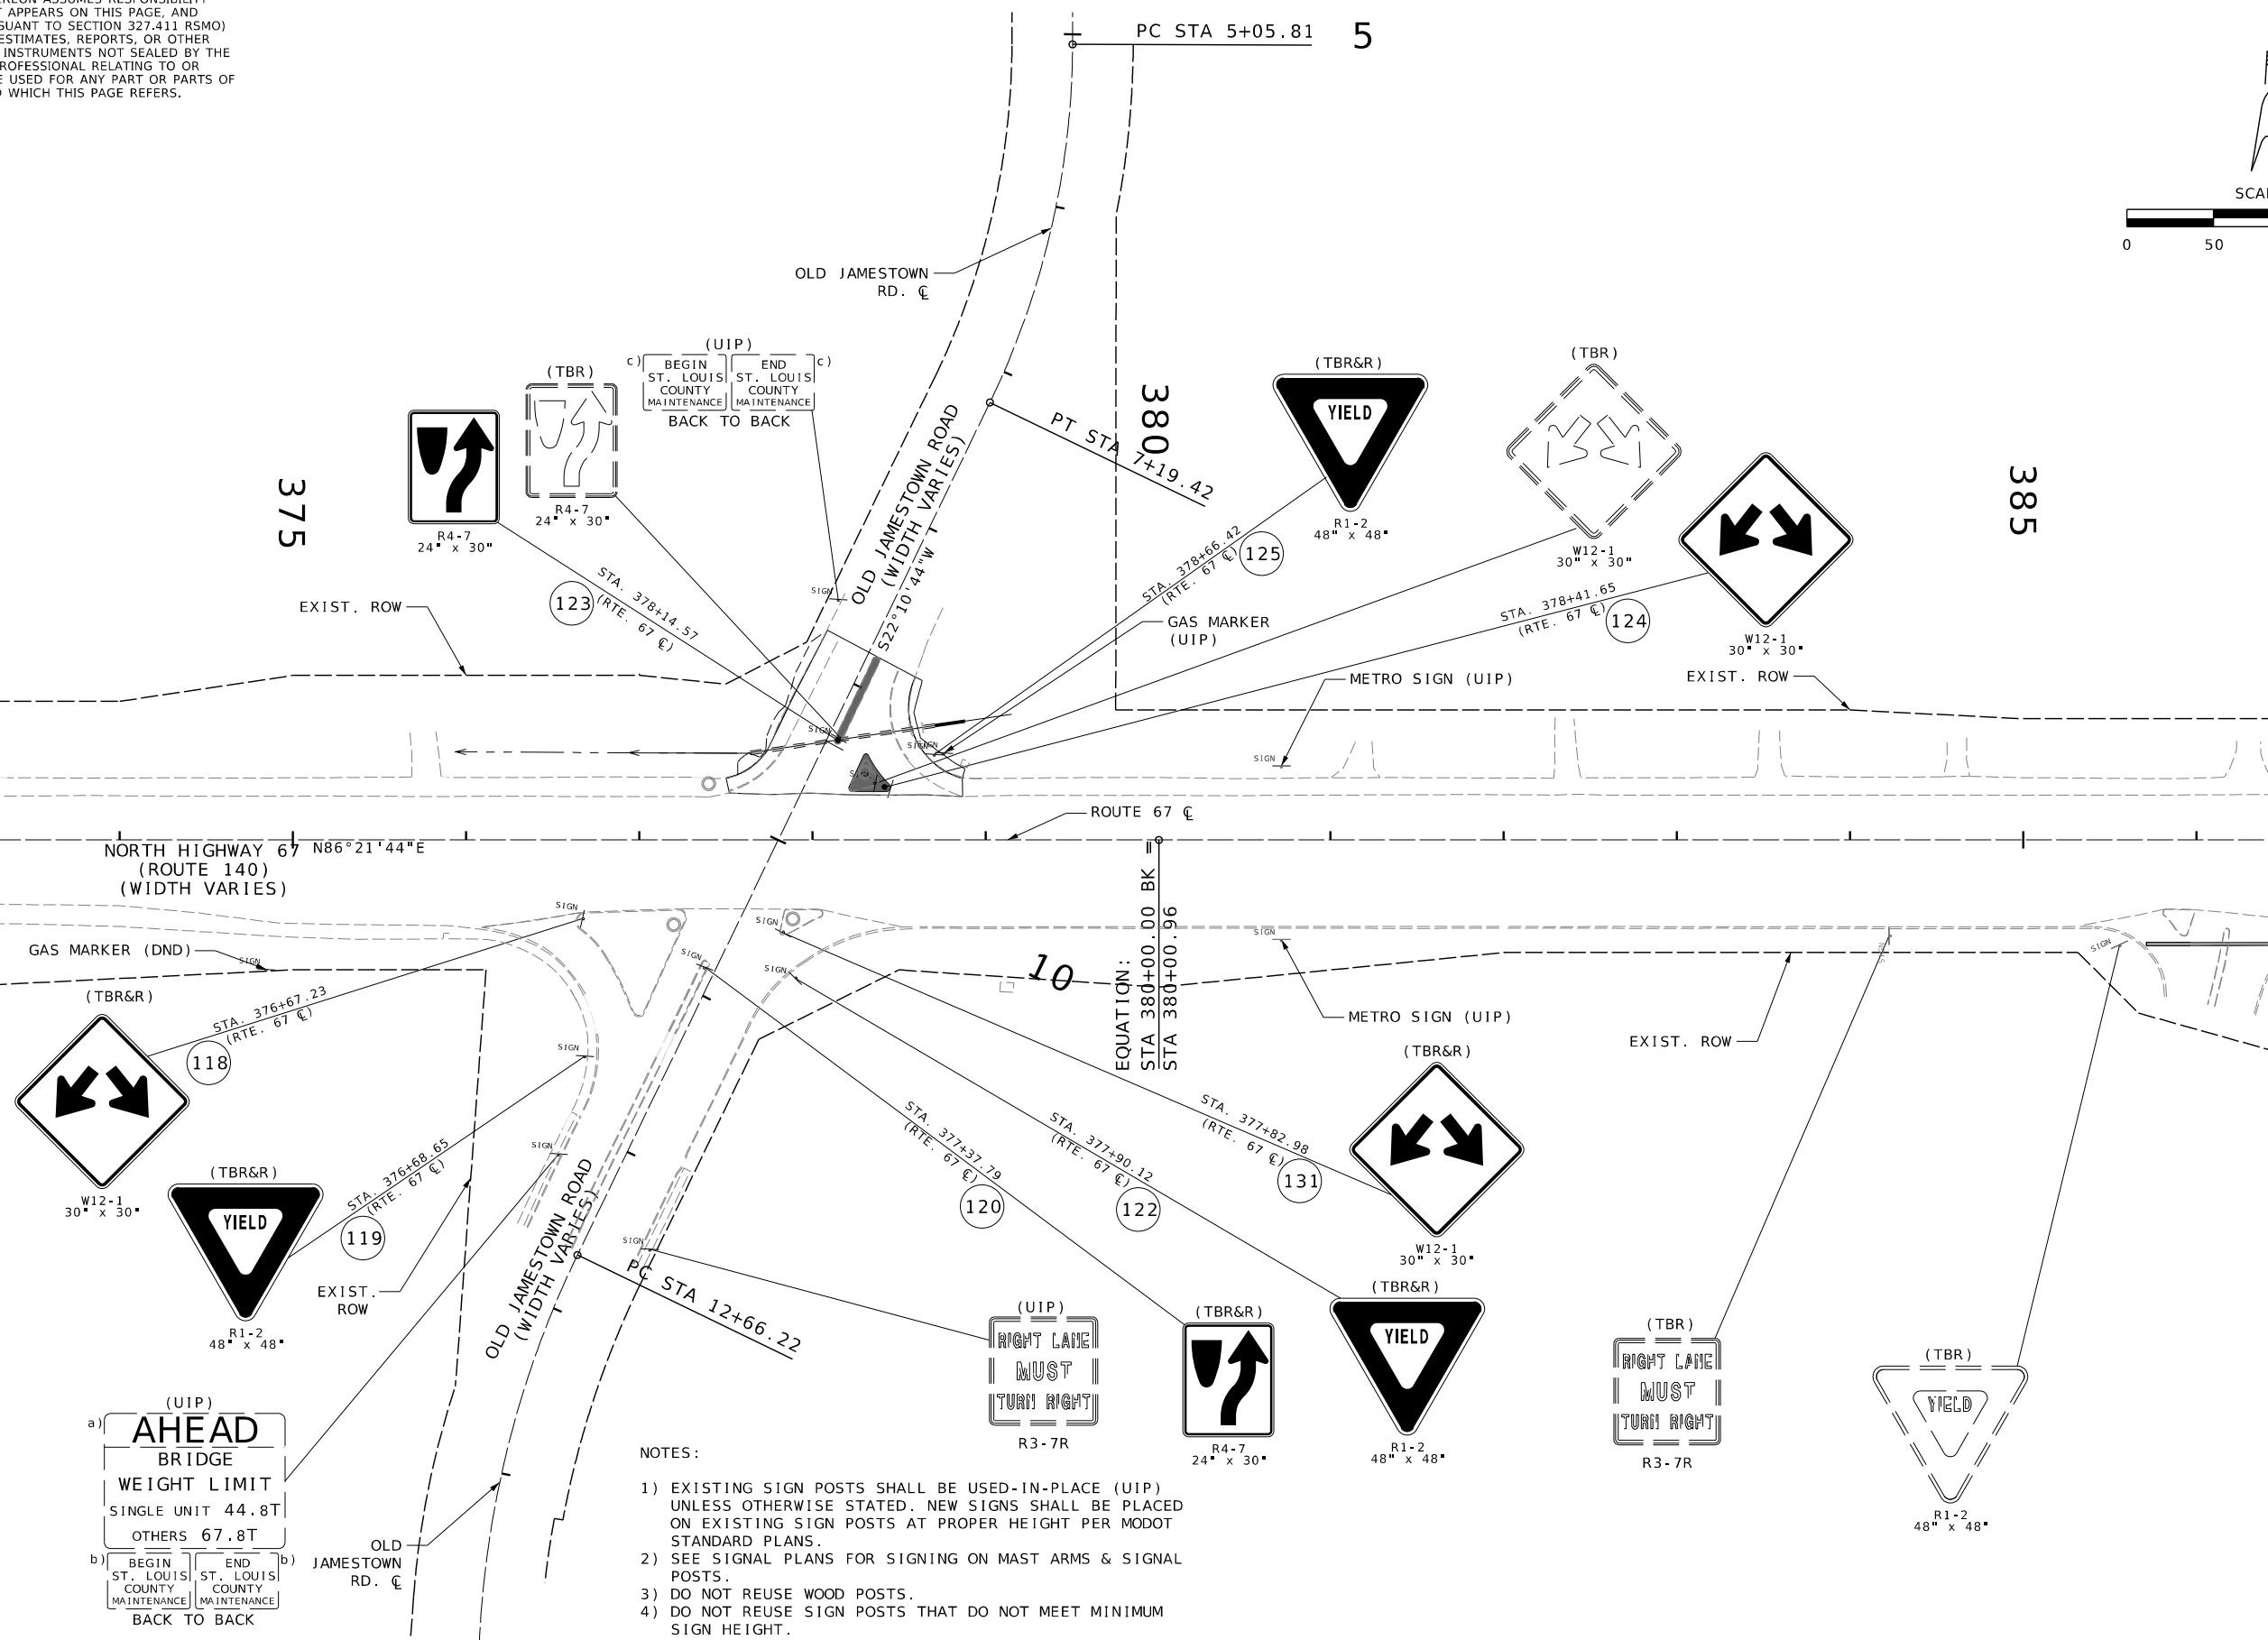 T APPEARS ON THIS PAGE, AND
SUANT TO SECTION 327.411 RSMO)
ESTIMATES, REPORTS, OR OTHER
INSTRUMENTS NOT SEALED BY THE
ROFESSIONAL RELATING TO OR
E USED FOR ANY PART OR PARTS OF
O WHICH THIS PAGE REFERS.
PC STA 5+05.81
5
SCAL
0 50
OLD JAMESTOWN
RD. ℄
(UIP)
c) BEGIN
ST. LOUIS
COUNTY
MAINTENANCE
END c)
ST. LOUIS
COUNTY
MAINTENANCE
BACK TO BACK
(TBR)
R4-7
24" x 30"
R4-7
24" x 30"
375
380
385
OLD JAMESTOWN ROAD
(WIDTH VARIES)
S22°10'44"W
PT STA 7+19.42
(TBR&R)
YIELD
R1-2
48" x 48"
(TBR)
W12-1
30" x 30"
W12-1
30" x 30"
STA. 378+14.57
(RTE. 67 ℄)
123
STA. 378+66.42
(RTE. 67 ℄)
125
STA. 378+41.65
(RTE. 67 ℄)
124
EXIST. ROW
SIGN
GAS MARKER
(UIP)
METRO SIGN (UIP)
EXIST. ROW
SIGN
SIGN
SIGN
SIGN
ROUTE 67 ℄
NORTH HIGHWAY 67 N86°21'44"E
(ROUTE 140)
(WIDTH VARIES)
EQUATION:
STA 380+00.00 BK =
STA 380+00.96
10
GAS MARKER (DND)
SIGN
SIGN
SIGN
SIGN
SIGN
SIGN
SIGN
SIGN
METRO SIGN (UIP)
EXIST. ROW
(TBR&R)
W12-1
30" x 30"
STA. 376+67.23
(RTE. 67 ℄)
118
SIGN
SIGN
SIGN
(TBR&R)
YIELD
R1-2
48" x 48"
STA. 376+68.65
(RTE. 67 ℄)
119
EXIST.
ROW
OLD JAMESTOWN ROAD
(WIDTH VARIES)
PC STA 12+66.22
STA. 377+37.79
(RTE. 67 ℄)
120
STA. 377+90.12
(RTE. 67 ℄)
122
STA. 377+82.98
(RTE. 67 ℄)
131
(TBR&R)
W12-1
30" x 30"
(UIP)
RIGHT LANE
MUST
TURN RIGHT
R3-7R
(TBR&R)
R4-7
24" x 30"
(TBR&R)
YIELD
R1-2
48" x 48"
(TBR)
RIGHT LANE
MUST
TURN RIGHT
R3-7R
(TBR)
YIELD
R1-2
48" x 48"
(UIP)
a) AHEAD
BRIDGE
WEIGHT LIMIT
SINGLE UNIT 44.8T
OTHERS 67.8T
b) BEGIN
ST. LOUIS
COUNTY
MAINTENANCE
END b)
ST. LOUIS
COUNTY
MAINTENANCE
BACK TO BACK
OLD
JAMESTOWN
RD. ℄
NOTES:
1) EXISTING SIGN POSTS SHALL BE USED-IN-PLACE (UIP)
UNLESS OTHERWISE STATED. NEW SIGNS SHALL BE PLACED
ON EXISTING SIGN POSTS AT PROPER HEIGHT PER MODOT
STANDARD PLANS.
2) SEE SIGNAL PLANS FOR SIGNING ON MAST ARMS & SIGNAL
POSTS.
3) DO NOT REUSE WOOD POSTS.
4) DO NOT REUSE SIGN POSTS THAT DO NOT MEET MINIMUM
SIGN HEIGHT.